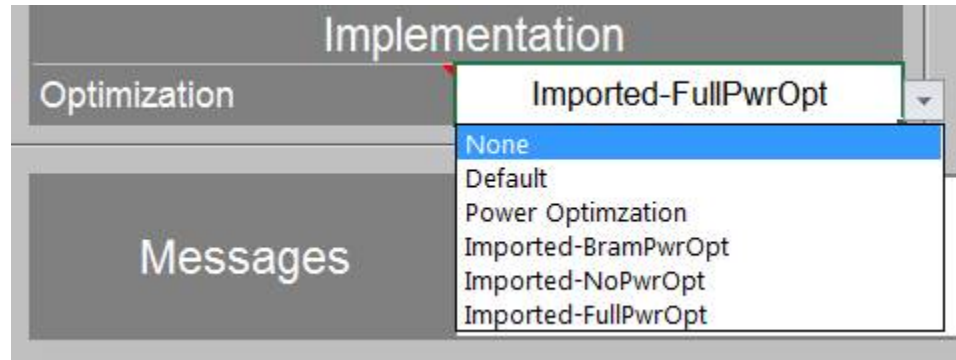 Implementation
Optimization
Imported-FullPwrOpt
None
Default
Power Optimzation
Imported-BramPwrOpt
Imported-NoPwrOpt
Imported-FullPwrOpt
Messages